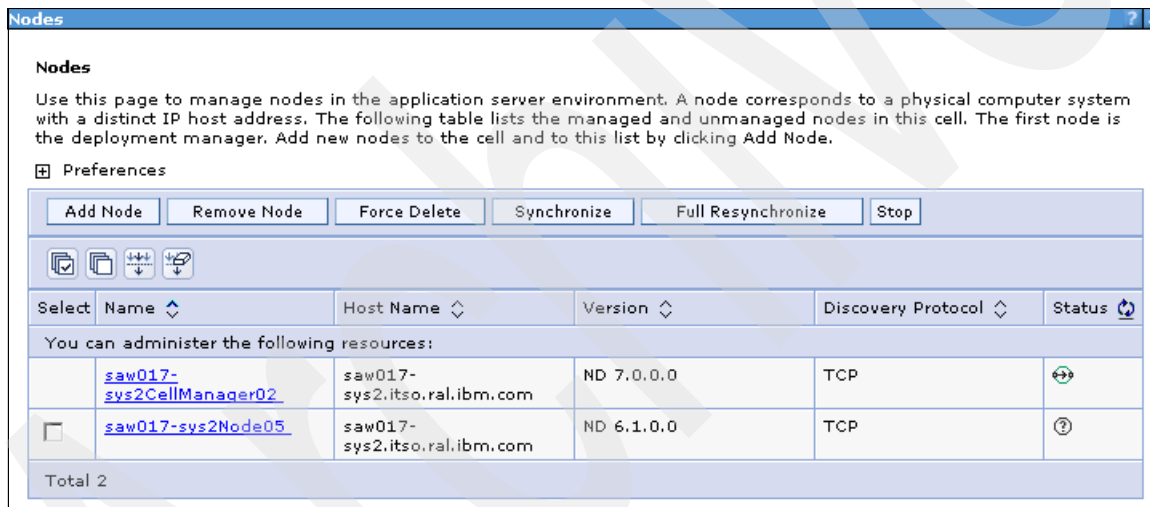 Nodes
?
Nodes
Use this page to manage nodes in the application server environment. A node corresponds to a physical computer system
with a distinct IP host address. The following table lists the managed and unmanaged nodes in this cell. The first node is
the deployment manager. Add new nodes to the cell and to this list by clicking Add Node.
Preferences
Add Node Remove Node Force Delete Synchronize Full Resynchronize Stop
Select Name Host Name Version Discovery Protocol Status
You can administer the following resources:
saw017- saw017- ND 7.0.0.0 TCP
sys2CellManager02 sys2.itso.ral.ibm.com
saw017-sys2Node05 saw017- ND 6.1.0.0 TCP ?
sys2.itso.ral.ibm.com
Total 2